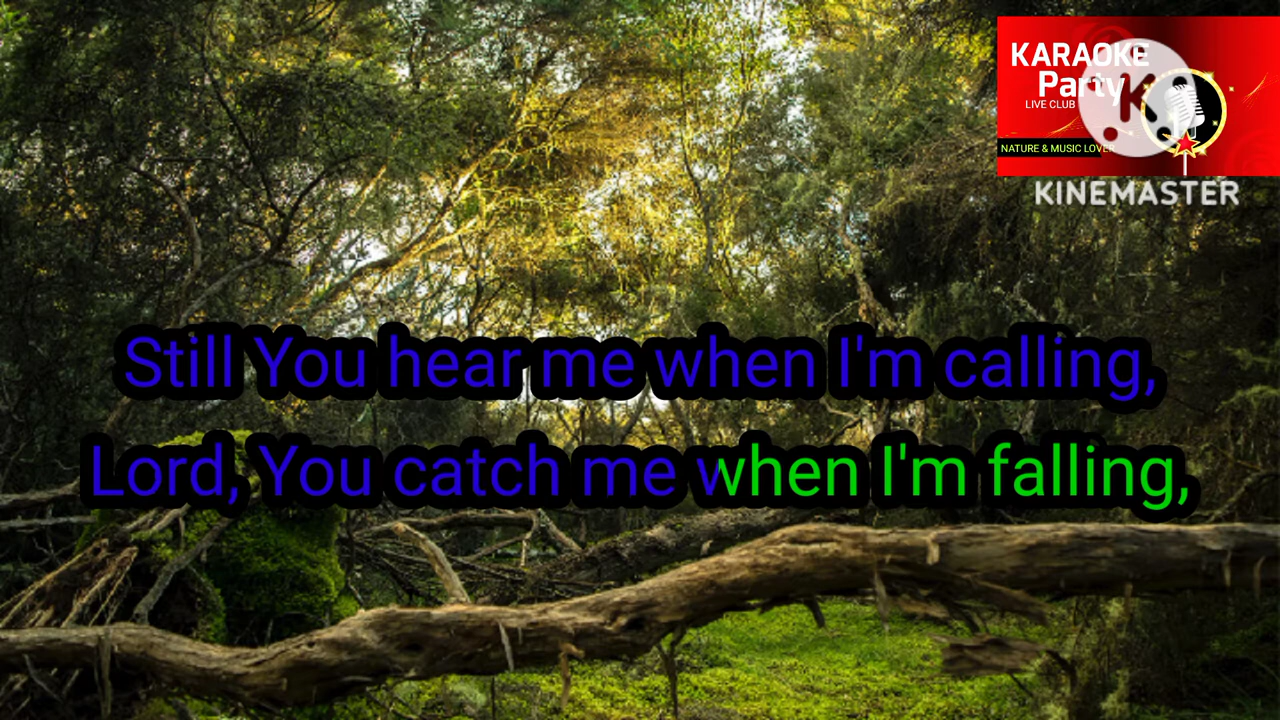 KARAOKE
Party
LIVE CLUB
NATURE & MUSIC LOVER
K
KINEMASTER
Still You hear me when I'm calling,
Lord, You catch me when I'm falling,